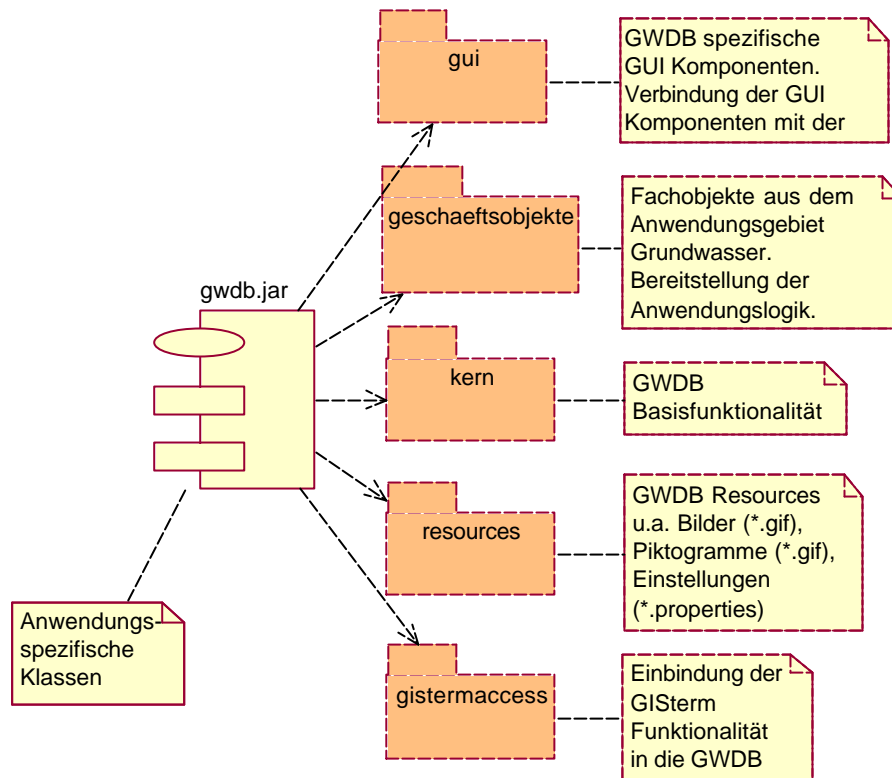 gui
GWDB spezifische
GUI Komponenten.
Verbindung der GUI
Komponenten mit der
geschaeftsobjekte
Fachobjekte aus dem
Anwendungsgebiet
Grundwasser.
Bereitstellung der
Anwendungslogik.
gwdb.jar
kern
GWDB
Basisfunktionalität
resources
GWDB Resources
u.a. Bilder (*.gif),
Piktogramme (*.gif),
Einstellungen
(*.properties)
Anwendungs-
spezifische
Klassen
gistermaccess
Einbindung der
GISterm
Funktionalität
in die GWDB